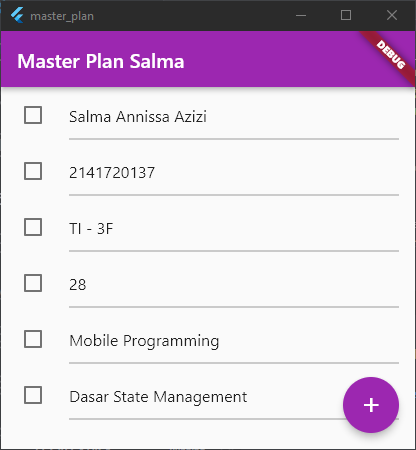 master_plan
Master Plan Salma
DEBUG
Salma Annissa Azizi
2141720137
TI - 3F
28
Mobile Programming
Dasar State Management
+